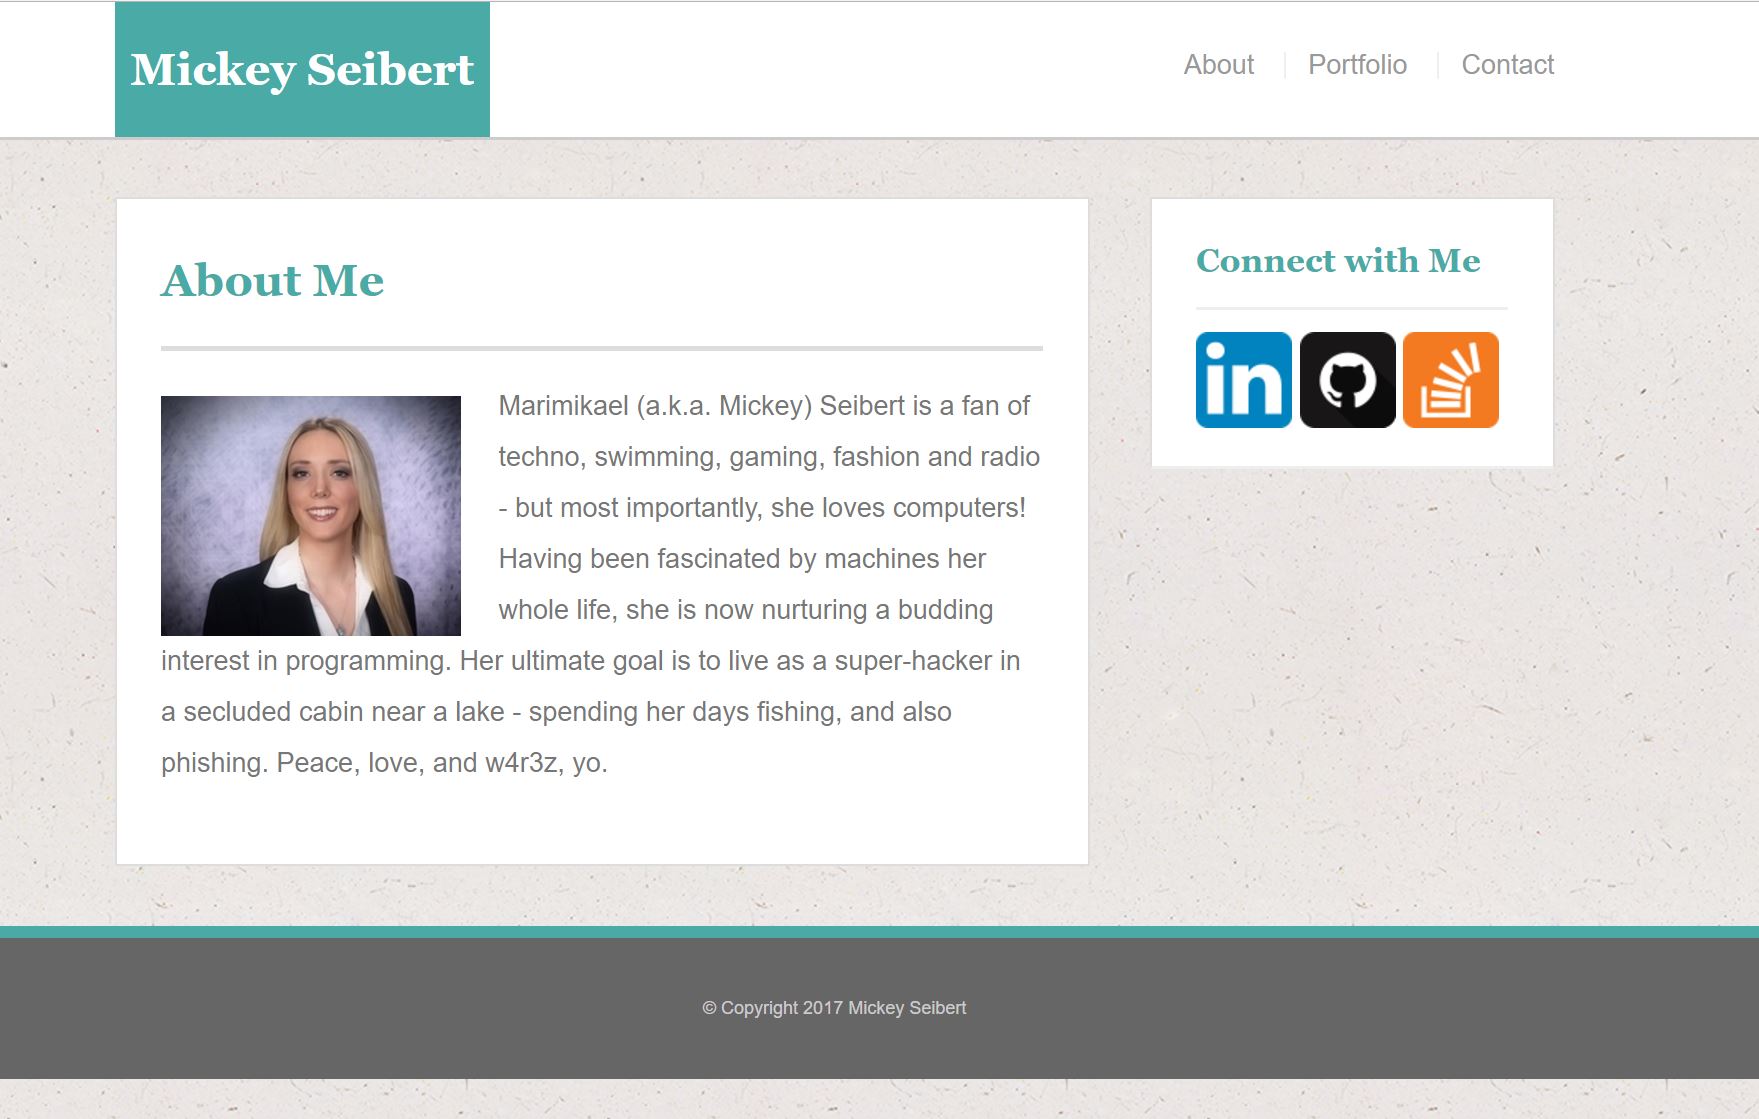 Mickey Seibert
About
Portfolio
Contact
About Me
Marimikael (a.k.a. Mickey) Seibert is a fan of
techno, swimming, gaming, fashion and radio
- but most importantly, she loves computers!
Having been fascinated by machines her
whole life, she is now nurturing a budding
interest in programming. Her ultimate goal is to live as a super-hacker in
a secluded cabin near a lake - spending her days fishing, and also
phishing. Peace, love, and w4r3z, yo.
Connect with Me
in
© Copyright 2017 Mickey Seibert